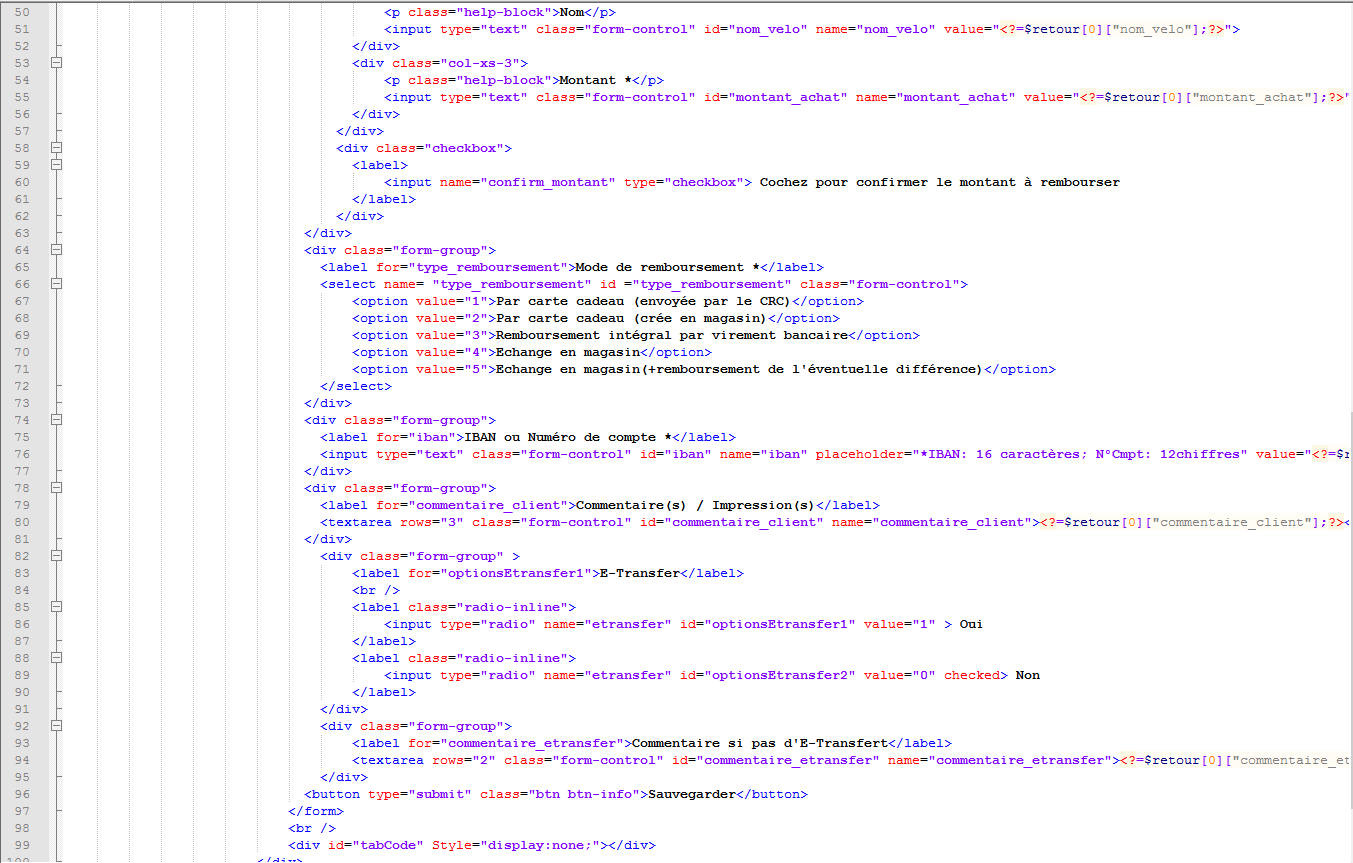 50 <p class="help-block">Nom</p>
51 <input type="text" class="form-control" id="nom_velo" name="nom_velo" value="<?=$retour[0]["nom_velo"];?>">
52 </div>
53 <div class="col-xs-3">
54 <p class="help-block">Montant *</p>
55 <input type="text" class="form-control" id="montant_achat" name="montant_achat" value="<?=$retour[0]["montant_achat"];?>"
56 </div>
57 </div>
58 <div class="checkbox">
59 <label>
60 <input name="confirm_montant" type="checkbox"> Cochez pour confirmer le montant à rembourser
61 </label>
62 </div>
63 </div>
64 <div class="form-group">
65 <label for="type_remboursement">Mode de remboursement *</label>
66 <select name= "type_remboursement" id ="type_remboursement" class="form-control">
67 <option value="1">Par carte cadeau (envoyée par le CRC)</option>
68 <option value="2">Par carte cadeau (crée en magasin)</option>
69 <option value="3">Remboursement intégral par virement bancaire</option>
70 <option value="4">Echange en magasin</option>
71 <option value="5">Echange en magasin(+remboursement de l'éventuelle différence)</option>
72 </select>
73 </div>
74 <div class="form-group">
75 <label for="iban">IBAN ou Numéro de compte *</label>
76 <input type="text" class="form-control" id="iban" name="iban" placeholder="*IBAN: 16 caractères; N°Cmpt: 12chiffres" value="<?=$r
77 </div>
78 <div class="form-group">
79 <label for="commentaire_client">Commentaire(s) / Impression(s)</label>
80 <textarea rows="3" class="form-control" id="commentaire_client" name="commentaire_client"><?=$retour[0]["commentaire_client"];?><
81 </div>
82 <div class="form-group" >
83 <label for="optionsEtransfer1">E-Transfer</label>
84 <br />
85 <label class="radio-inline">
86 <input type="radio" name="etransfer" id="optionsEtransfer1" value="1" > Oui
87 </label>
88 <label class="radio-inline">
89 <input type="radio" name="etransfer" id="optionsEtransfer2" value="0" checked> Non
90 </label>
91 </div>
92 <div class="form-group">
93 <label for="commentaire_etransfer">Commentaire si pas d'E-Transfert</label>
94 <textarea rows="2" class="form-control" id="commentaire_etransfer" name="commentaire_etransfer"><?=$retour[0]["commentaire_et
95 </div>
96 <button type="submit" class="btn btn-info">Sauvegarder</button>
97 </form>
98 <br />
99 <div id="tabCode" Style="display:none;"></div>
100 </div>